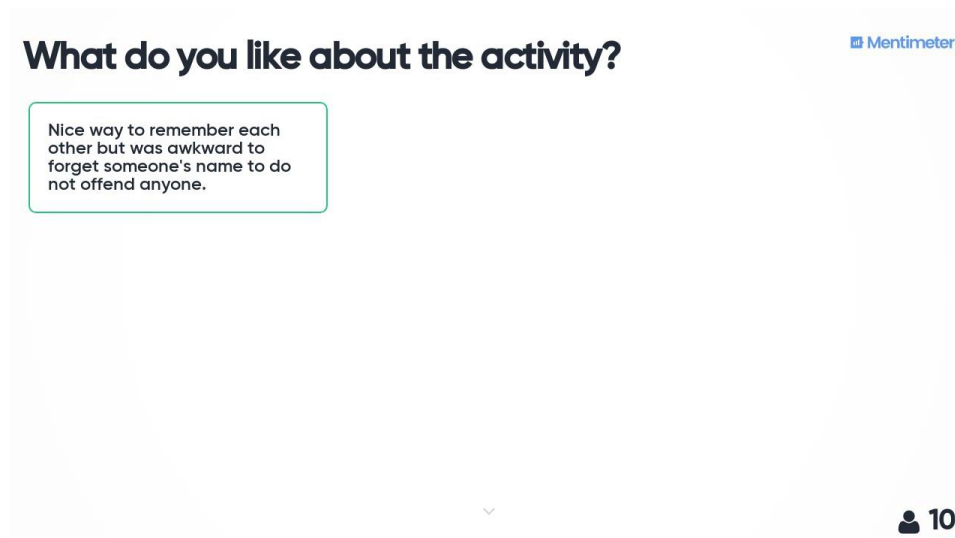 What do you like about the activity?
Mentimeter
Nice way to remember each
other but was awkward to
forget someone's name to do
not offend anyone.
10